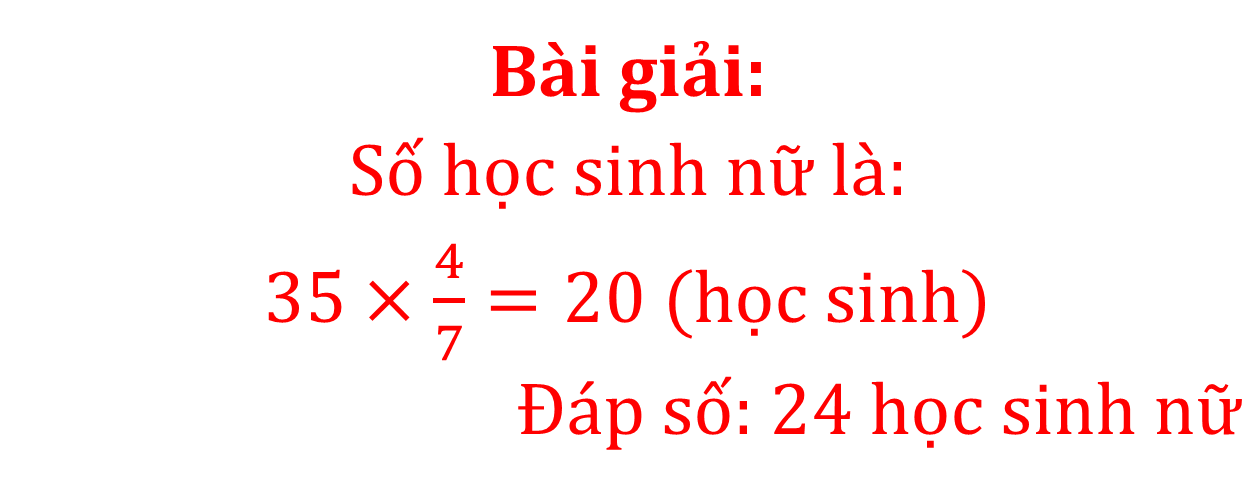 Bài giải:
Số học sinh nữ là:
35 × 4/7 = 20 (học sinh)
Đáp số: 24 học sinh nữ